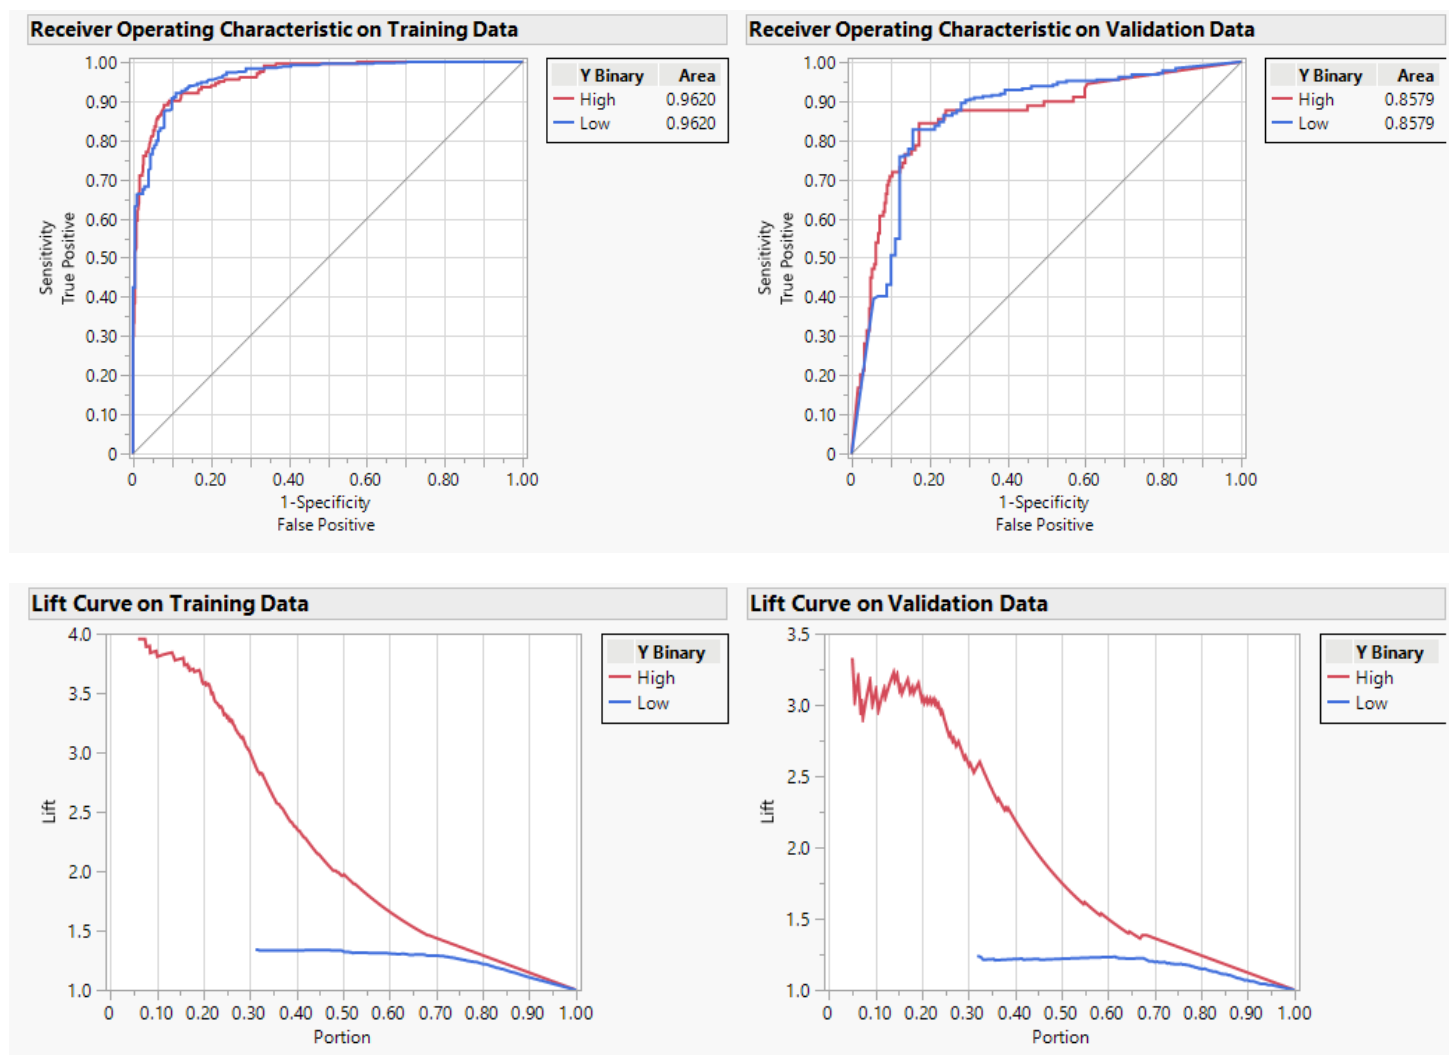 Receiver Operating Characteristic on Training Data
1.00
0.90
0.80
0.70
0.60
0.50
0.40
0.30
0.20
0.10
0
Sensitivity
True Positive
0 0.20 0.40 0.60 0.80 1.00
1-Specificity
False Positive
Y Binary Area
High 0.9620
Low 0.9620
Receiver Operating Characteristic on Validation Data
1.00
0.90
0.80
0.70
0.60
0.50
0.40
0.30
0.20
0.10
0
Sensitivity
True Positive
0 0.20 0.40 0.60 0.80 1.00
1-Specificity
False Positive
Y Binary Area
High 0.8579
Low 0.8579
Lift Curve on Training Data
4.0
3.5
3.0
2.5
2.0
1.5
1.0
Lift
0 0.10 0.20 0.30 0.40 0.50 0.60 0.70 0.80 0.90 1.00
Portion
Y Binary
High
Low
Lift Curve on Validation Data
3.5
3.0
2.5
2.0
1.5
1.0
Lift
0 0.10 0.20 0.30 0.40 0.50 0.60 0.70 0.80 0.90 1.00
Portion
Y Binary
High
Low